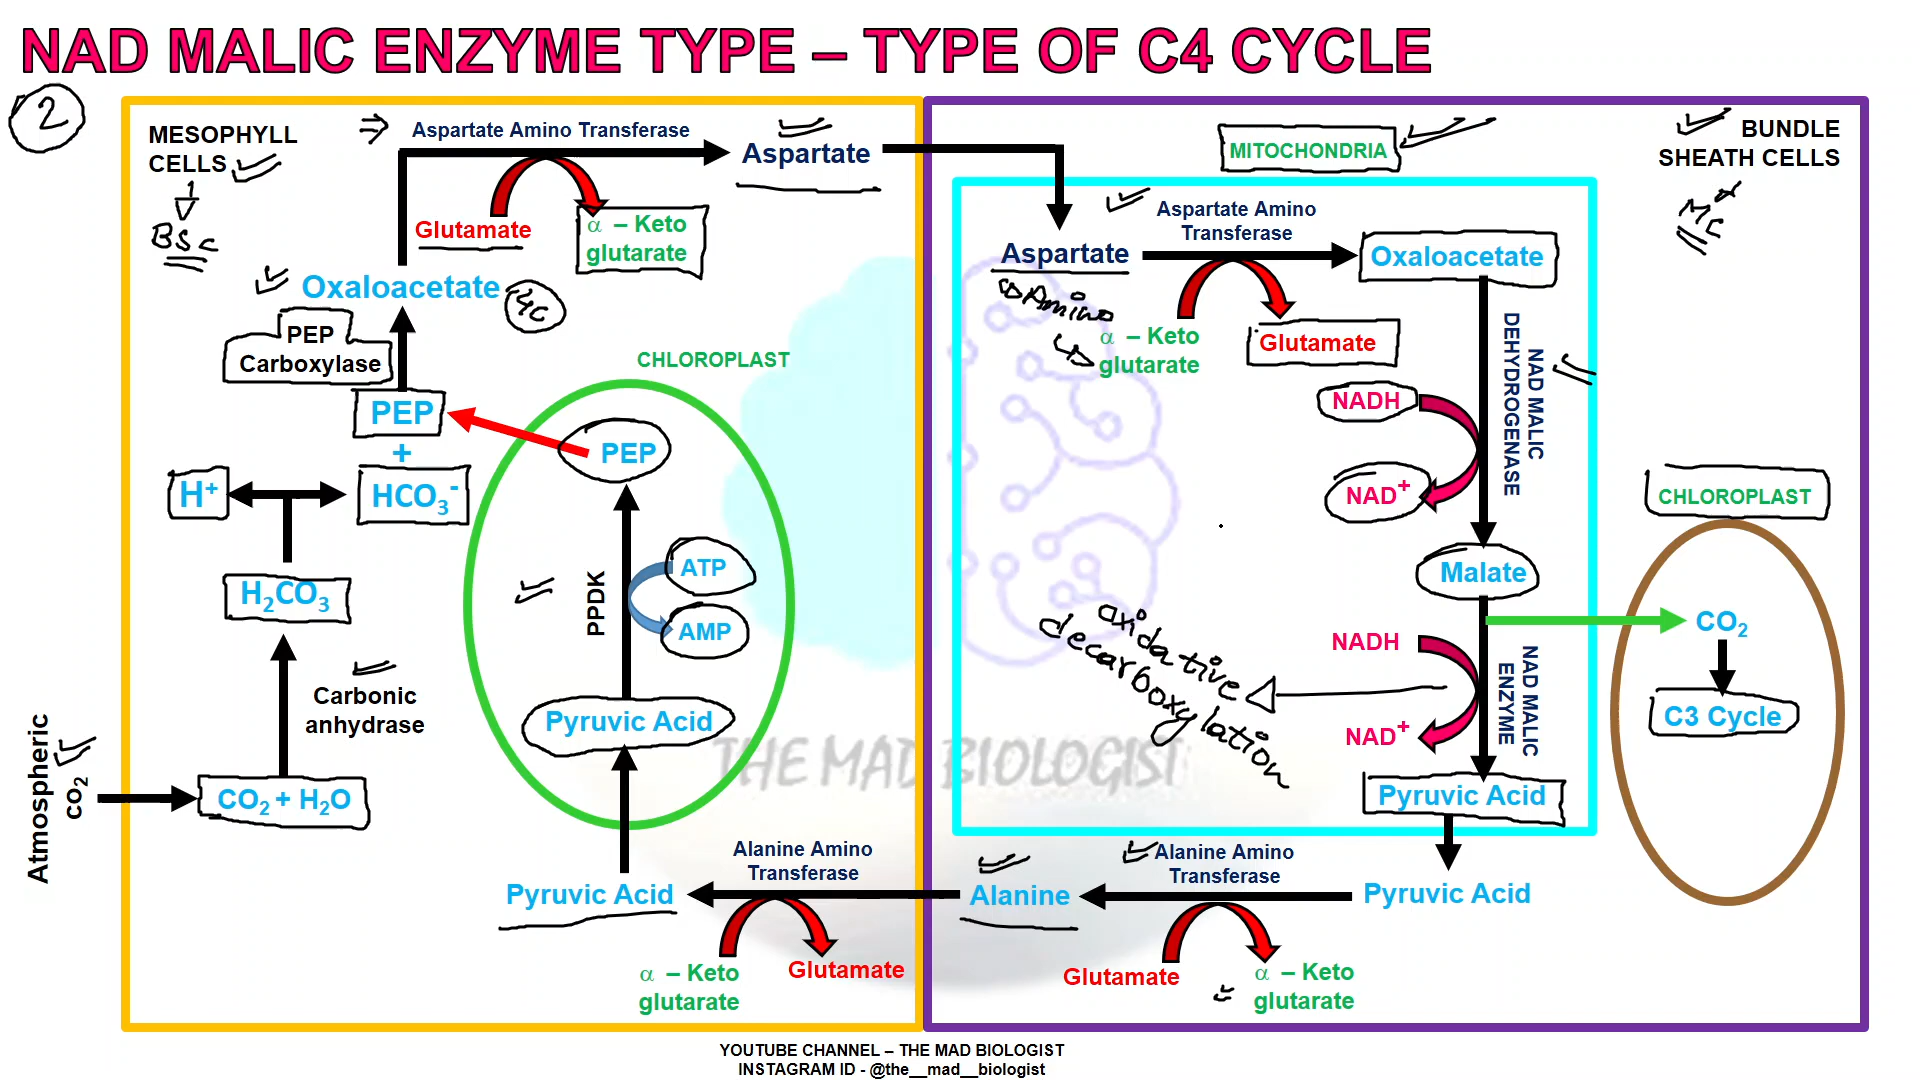 NAD MALIC ENZYME TYPE – TYPE OF C4 CYCLE
2
MESOPHYLL
CELLS
BSC
Aspartate Amino Transferase
Aspartate
Glutamate
α – Keto
glutarate
Oxaloacetate
4C
PEP
Carboxylase
PEP
+
HCO3-
H+
H2CO3
Carbonic
anhydrase
Atmospheric
CO2
CO2 + H2O
CHLOROPLAST
PEP
PPDK
ATP
AMP
Pyruvic Acid
Pyruvic Acid
Alanine Amino
Transferase
α – Keto
glutarate
Glutamate
BUNDLE
SHEATH CELLS
MC
MITOCHONDRIA
Aspartate
Amino
Aspartate Amino
Transferase
α – Keto
glutarate
Glutamate
Oxaloacetate
NAD MALIC
DEHYDROGENASE
NADH
NAD+
Malate
NADH
NAD+
NAD MALIC
ENZYME
oxidative
decarboxylation
Pyruvic Acid
Pyruvic Acid
Alanine Amino
Transferase
Glutamate
α – Keto
glutarate
Alanine
CHLOROPLAST
CO2
C3 Cycle
THE MAD BIOLOGIST
YOUTUBE CHANNEL – THE MAD BIOLOGIST
INSTAGRAM ID - @the__mad__biologist